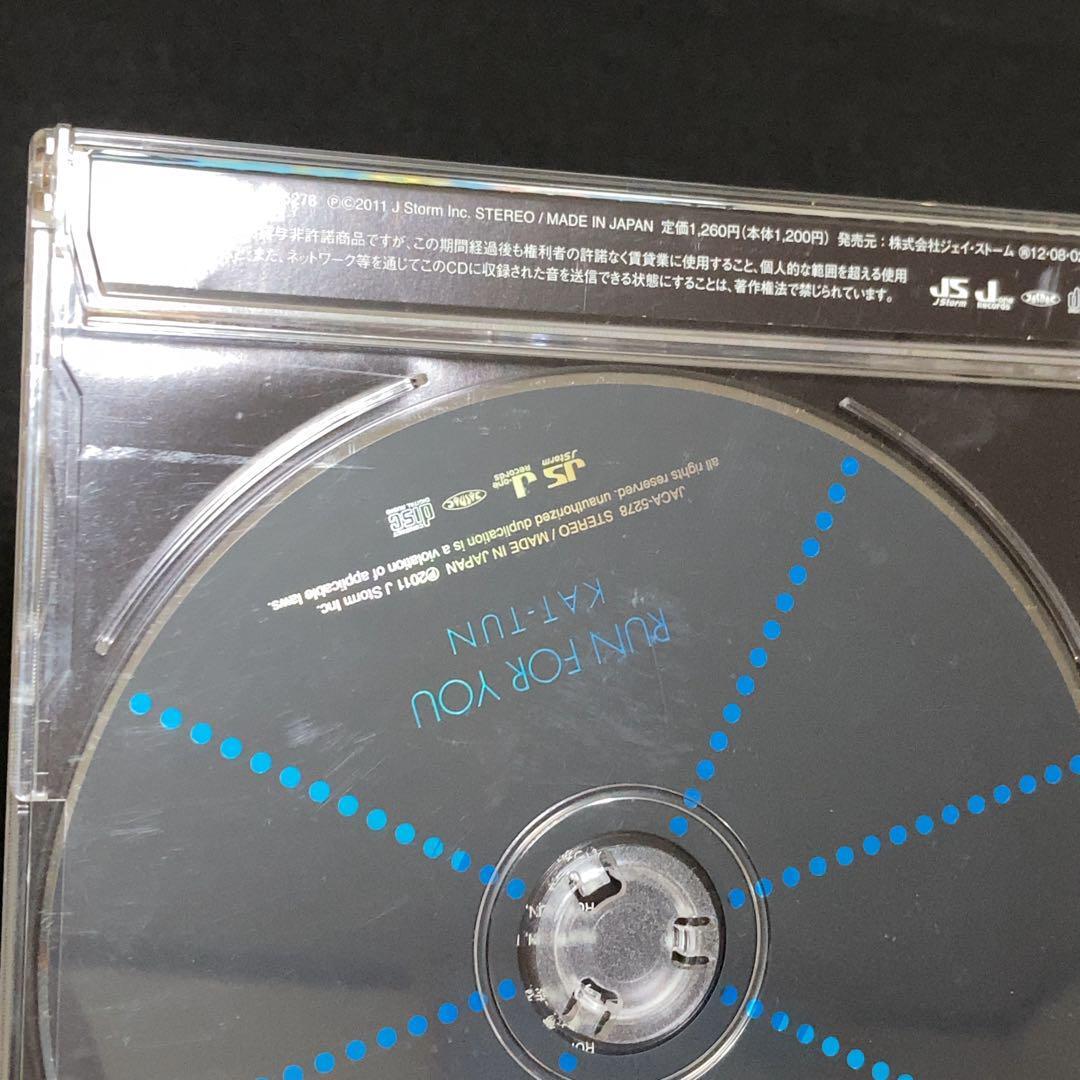 5278 ℗©2011 J Storm Inc. STEREO / MADE IN JAPAN 定価1,260円(本体1,200円) 発売元:株式会社ジェイ・ストーム Ⓡ12・08・02
与非許諾商品ですが、この期間経過後も権利者の許諾なく賃貸業に使用すること、個人的な範囲を超える使用
また、ネットワーク等を通じてこのCDに収録された音を送信できる状態にすることは、著作権法で禁じられています。
JS J Storm J-one Records
RUN FOR YOU
KAT-TUN
JACA-5278 STEREO / MADE IN JAPAN ℗2011 J Storm Inc.
all rights reserved. unauthorized duplication is a violation of applicable laws.
JS J Storm J-one Records disc DIGITAL AUDIO